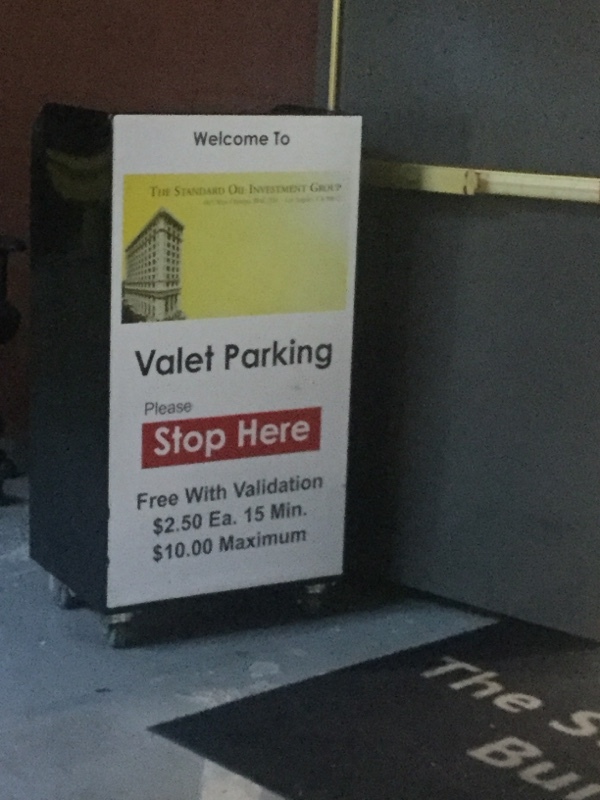 Welcome To
THE STANDARD OIL INVESTMENT GROUP
Valet Parking
Please
Stop Here
Free With Validation
$2.50 Ea. 15 Min.
$10.00 Maximum
The S
Bui